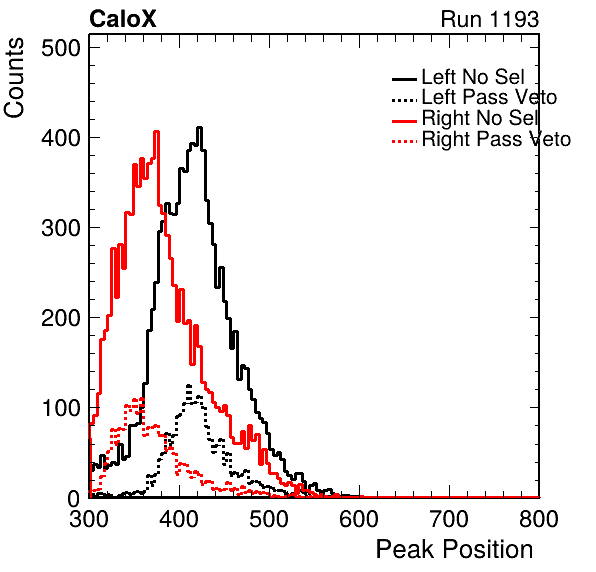 CaloX Run 1193
Counts
500
400
300
200
100
0
Left No Sel
Left Pass Veto
Right No Sel
Right Pass Veto
300 400 500 600 700 800
Peak Position